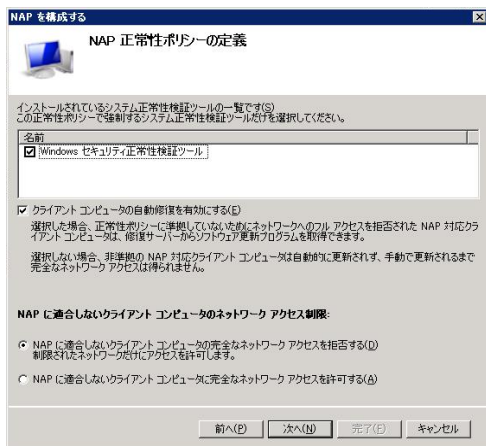 NAP を構成する
NAP 正常性ポリシーの定義
インストールされているシステム正常性検証ツールの一覧です(S)
この正常性ポリシーで強制するシステム正常性検証ツールだけを選択してください。
名前
Windows セキュリティ正常性検証ツール
クライアント コンピュータの自動修復を有効にする(E)
選択した場合、正常性ポリシーに準拠していないためにネットワークへのフル アクセスを拒否された NAP 対応クラ
イアント コンピュータは、修復サーバーからソフトウェア更新プログラムを取得できます。
選択しない場合、非準拠の NAP 対応クライアント コンピュータは自動的に更新されず、手動で更新されるまで
完全なネットワーク アクセスは得られません。
NAP に適合しないクライアント コンピュータのネットワーク アクセス制限:
NAP に適合しないクライアント コンピュータの完全なネットワーク アクセスを拒否する(D)
制限されたネットワークだけにアクセスを許可します。
NAP に適合しないクライアント コンピュータに完全なネットワーク アクセスを許可する(A)
前へ(P) 次へ(N) 完了(F) キャンセル